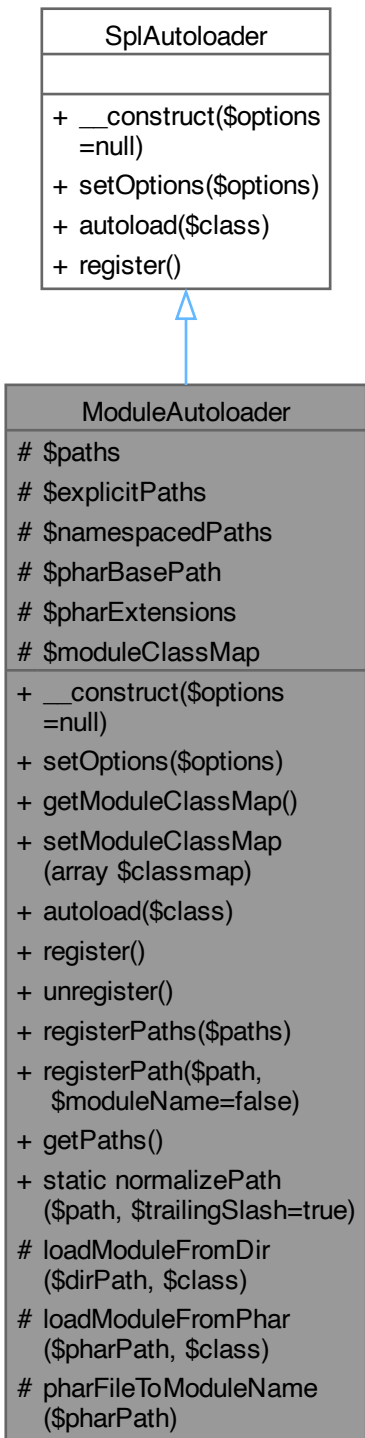 SplAutoloader
+ __construct($options
=null)
+ setOptions($options)
+ autoload($class)
+ register()
ModuleAutoloader
# $paths
# $explicitPaths
# $namespacedPaths
# $pharBasePath
# $pharExtensions
# $moduleClassMap
+ __construct($options
=null)
+ setOptions($options)
+ getModuleClassMap()
+ setModuleClassMap
(array $classmap)
+ autoload($class)
+ register()
+ unregister()
+ registerPaths($paths)
+ registerPath($path,
$moduleName=false)
+ getPaths()
+ static normalizePath
($path, $trailingSlash=true)
# loadModuleFromDir
($dirPath, $class)
# loadModuleFromPhar
($pharPath, $class)
# pharFileToModuleName
($pharPath)